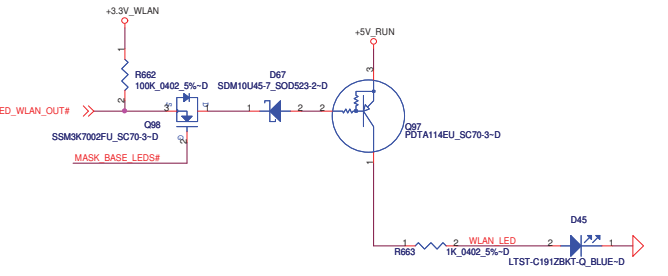 +3.3V_WLAN
+5V_RUN
1
R662
100K_0402_5%~D
2
D67
SDM10U45-7_SOD523-2~D
3
ED_WLAN_OUT#
3
1
1
2
2
Q98
SSM3K7002FU_SC70-3~D
2
Q97
PDTA114EU_SC70-3~D
MASK_BASE_LEDS#
1
D45
1
2
WLAN_LED
2
1
R663
1K_0402_5%~D
LTST-C191ZBKT-Q_BLUE~D